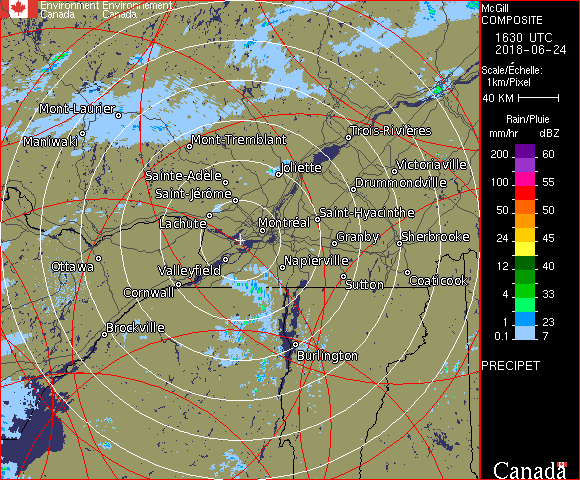 Environment Environnement
Canada Canada
McGill
COMPOSITE
1630 UTC
2018-06-24
Scale/Échelle:
1km/Pixel
40 KM
Rain/Pluie
mm/hr dBZ
200 60
100 55
50 50
24 45
12 40
4 33
1 23
0.1 7
PRECIPET
Canada
Mont-Laurier
Maniwaki
Mont-Tremblant
Trois-Rivières
Joliette
Victoriaville
Sainte-Adèle
Drummondville
Saint-Jérôme
Lachute
Saint-Hyacinthe
Montréal
Granby
Sherbrooke
Ottawa
Valleyfield
Napierville
Cornwall
Sutton
Coaticook
Brockville
Burlington